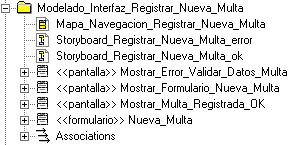 Modelado_Interfaz_Registrar_Nueva_Multa
Mapa_Navegacion_Registrar_Nueva_Multa
Storyboard_Registrar_Nueva_Multa_error
Storyboard_Registrar_Nueva_Multa_ok
<<pantalla>> Mostrar_Error_Validar_Datos_Multa
<<pantalla>> Mostrar_Formulario_Nueva_Multa
<<pantalla>> Mostrar_Multa_Registrada_OK
<<formulario>> Nueva_Multa
Associations